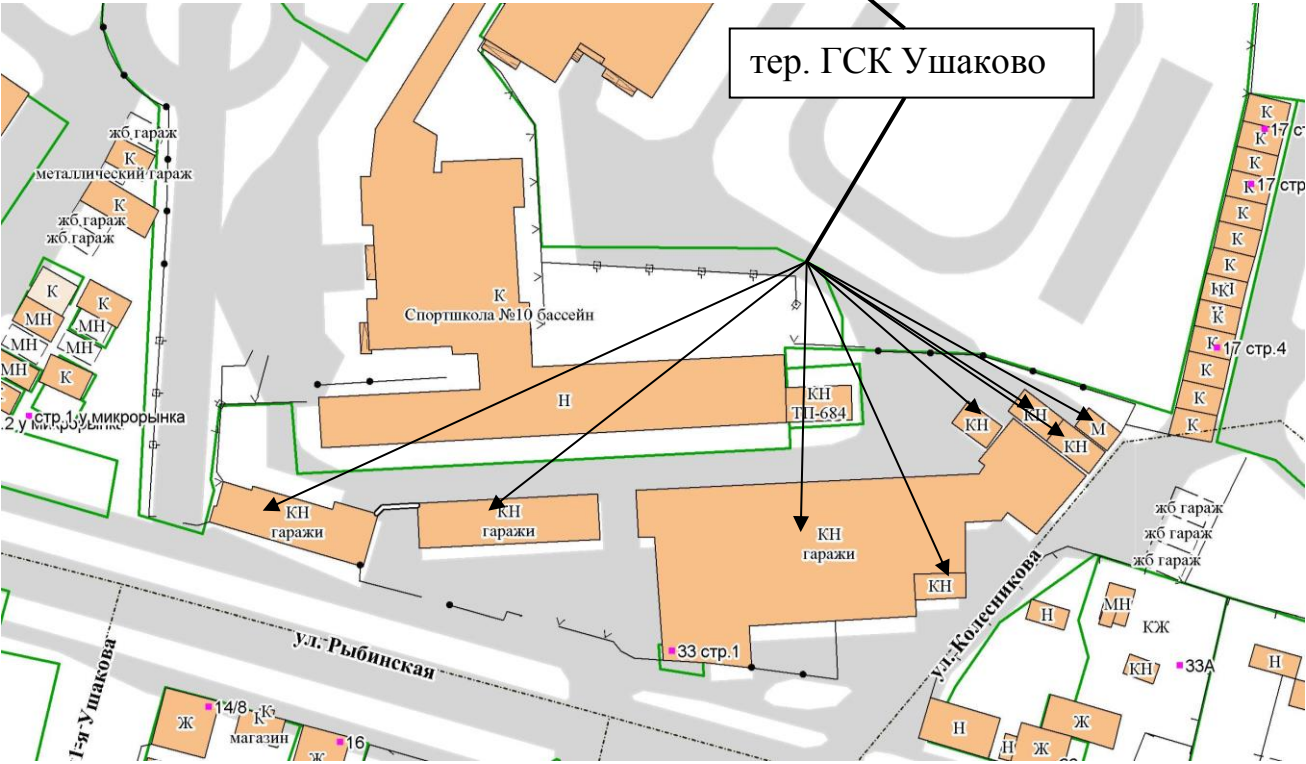 тер. ГСК Ушаково
жб гараж
К
металлический гараж
К
жб гараж
жб гараж
К
К
МН
МН
МН
МН
К
стр.1 у микрорынка
К
Спортшкола №10 бассейн
Н
КН
ТП-684
КН
КН
КН
М
К
17 ст
К
К
К
17 стр
К
К
К
К
К
17 стр.4
К
К
К
КН
гаражи
КН
гаражи
КН
гаражи
КН
жб гараж
жб гараж
жб гараж
ул. Рыбинская
ул. Колесникова
1-я Ушакова
33 стр.1
Н
МН
КЖ
КН
33А
Н
Ж
14/8
К
К
магазин
16
Ж
Н
Ж
Н
Ж